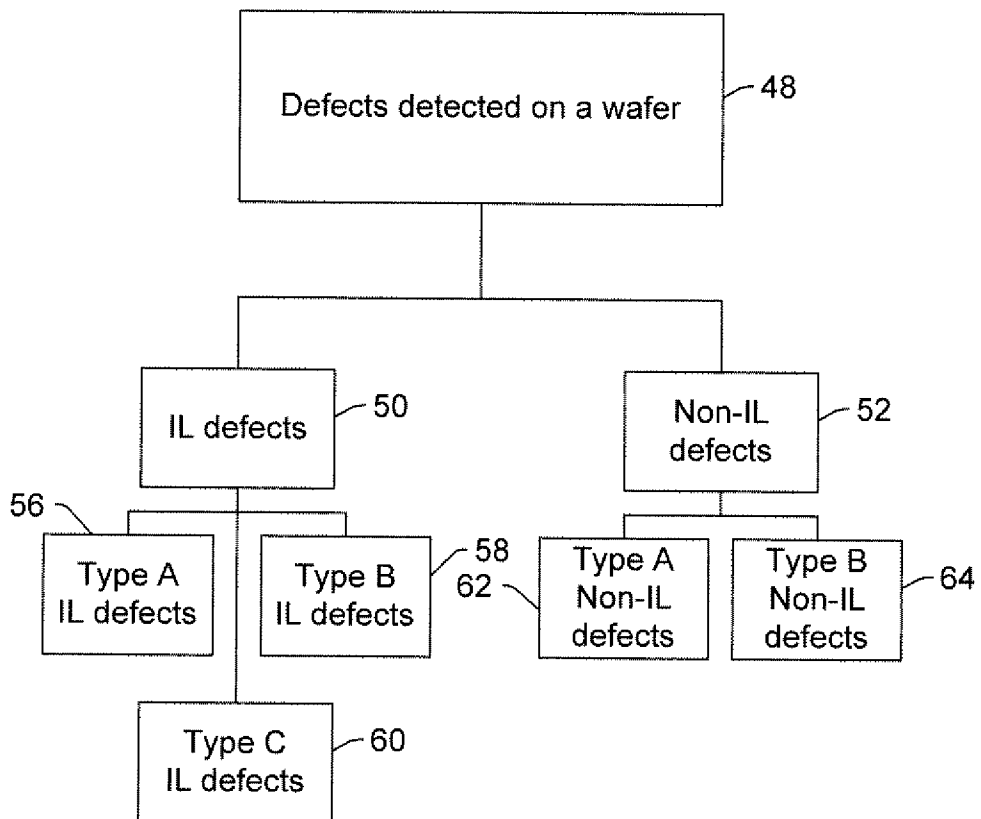 Defects detected on a wafer
48
IL defects
50
Non-IL
defects
52
56
Type A
IL defects
Type B
IL defects
58
62
Type A
Non-IL
defects
Type B
Non-IL
defects
64
Type C
IL defects
60